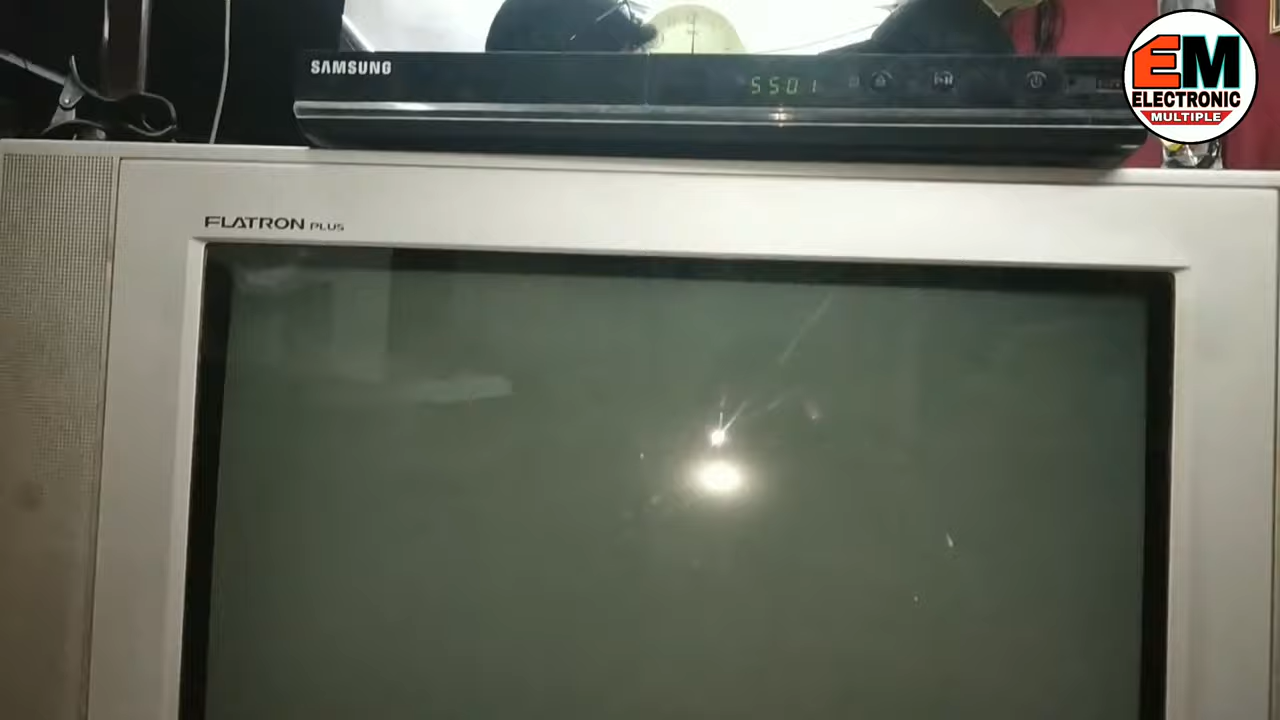 SAMSUNG
5501
EM
ELECTRONIC
MULTIPLE
FLATRON PLUS